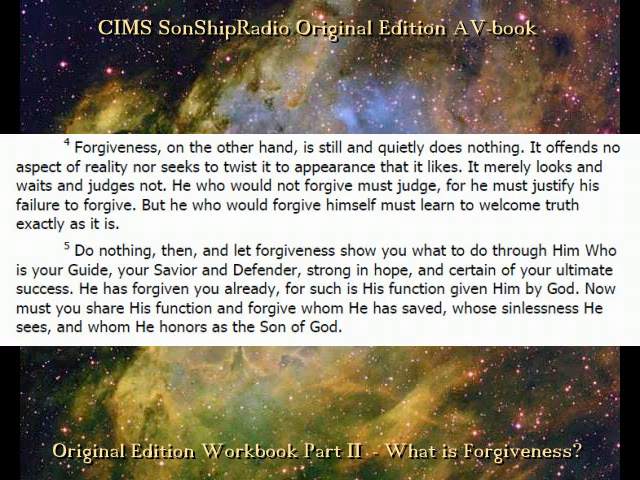 CIMS SonShipRadio Original Edition AV-book
4 Forgiveness, on the other hand, is still and quietly does nothing. It offends no
aspect of reality nor seeks to twist it to appearance that it likes. It merely looks and
waits and judges not. He who would not forgive must judge, for he must justify his
failure to forgive. But he who would forgive himself must learn to welcome truth
exactly as it is.
5 Do nothing, then, and let forgiveness show you what to do through Him Who
is your Guide, your Savior and Defender, strong in hope, and certain of your ultimate
success. He has forgiven you already, for such is His function given Him by God. Now
must you share His function and forgive whom He has saved, whose sinlessness He
sees, and whom He honors as the Son of God.
Original Edition Workbook Part II - What is Forgiveness?